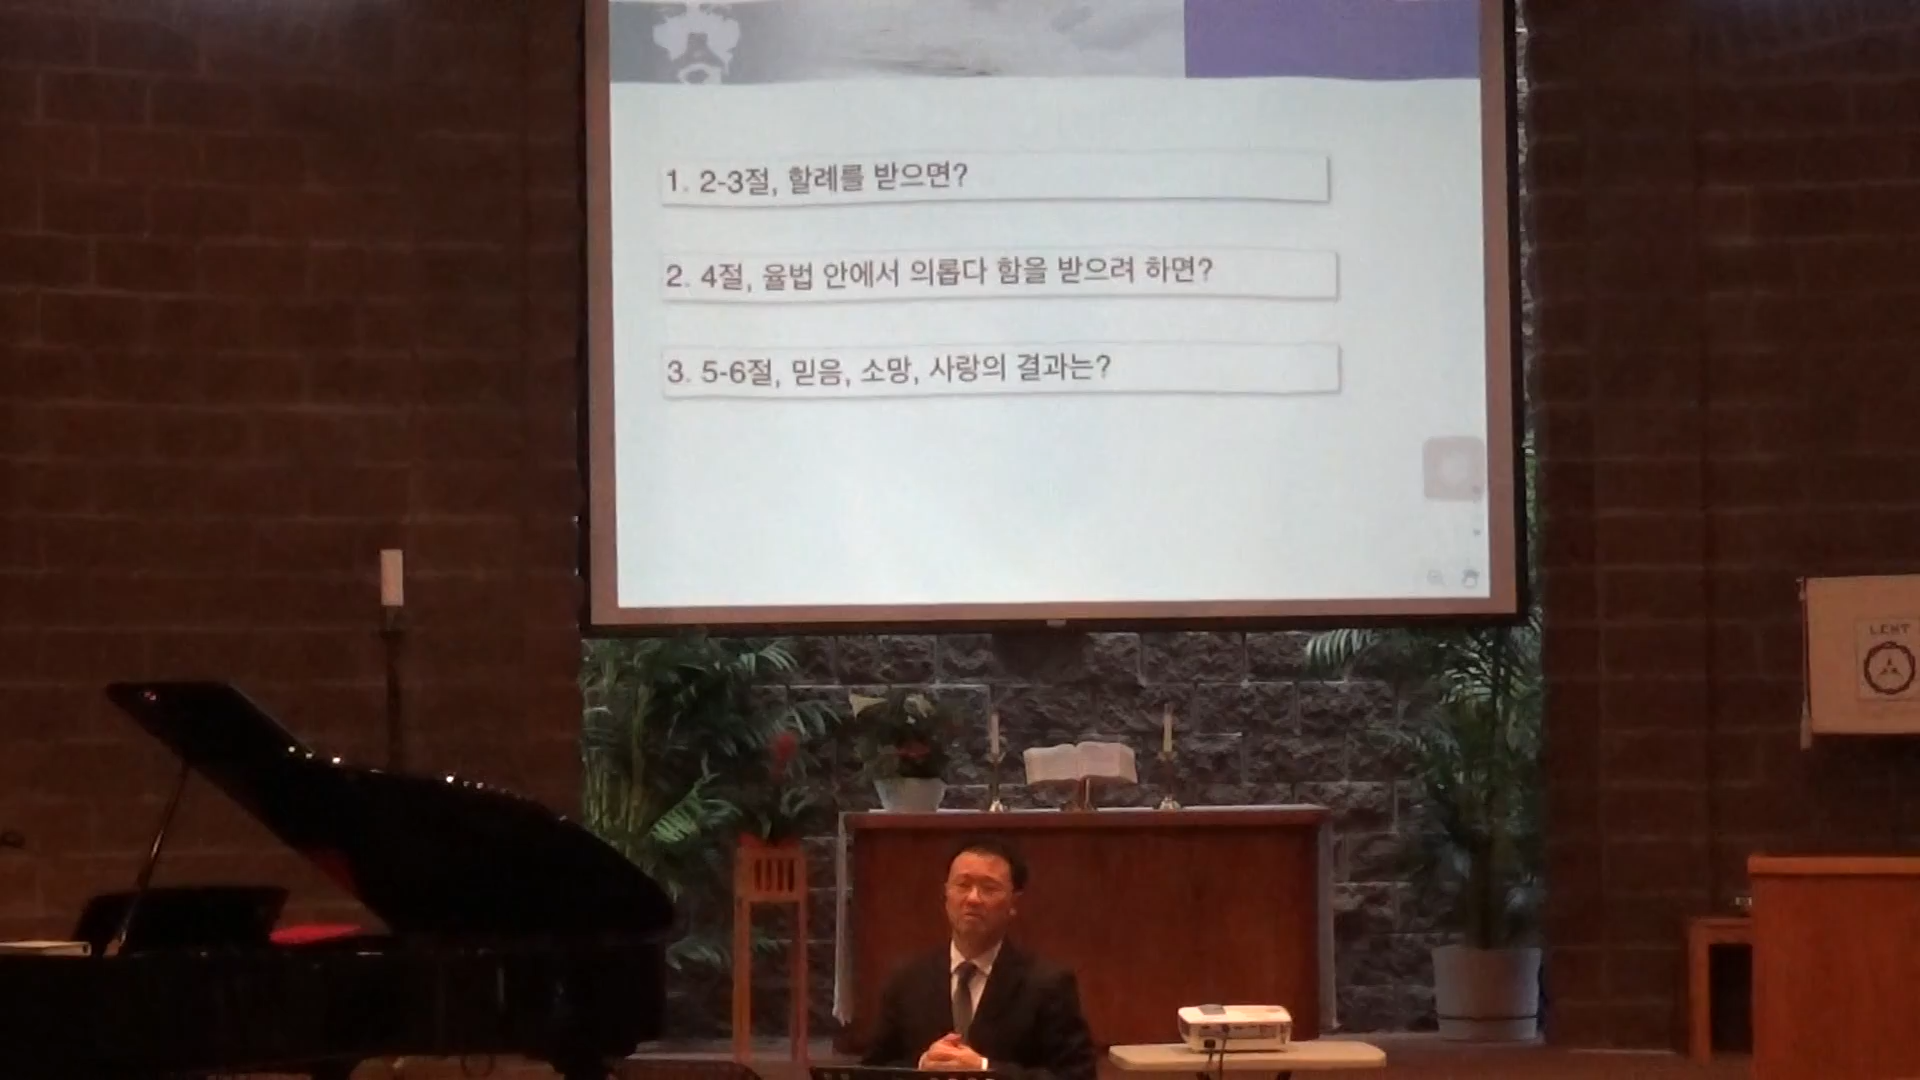 1. 2-3절, 할례를 받으면?
2. 4절, 율법 안에서 의롭다 함을 받으려 하면?
3. 5-6절, 믿음, 소망, 사랑의 결과는?
LENT